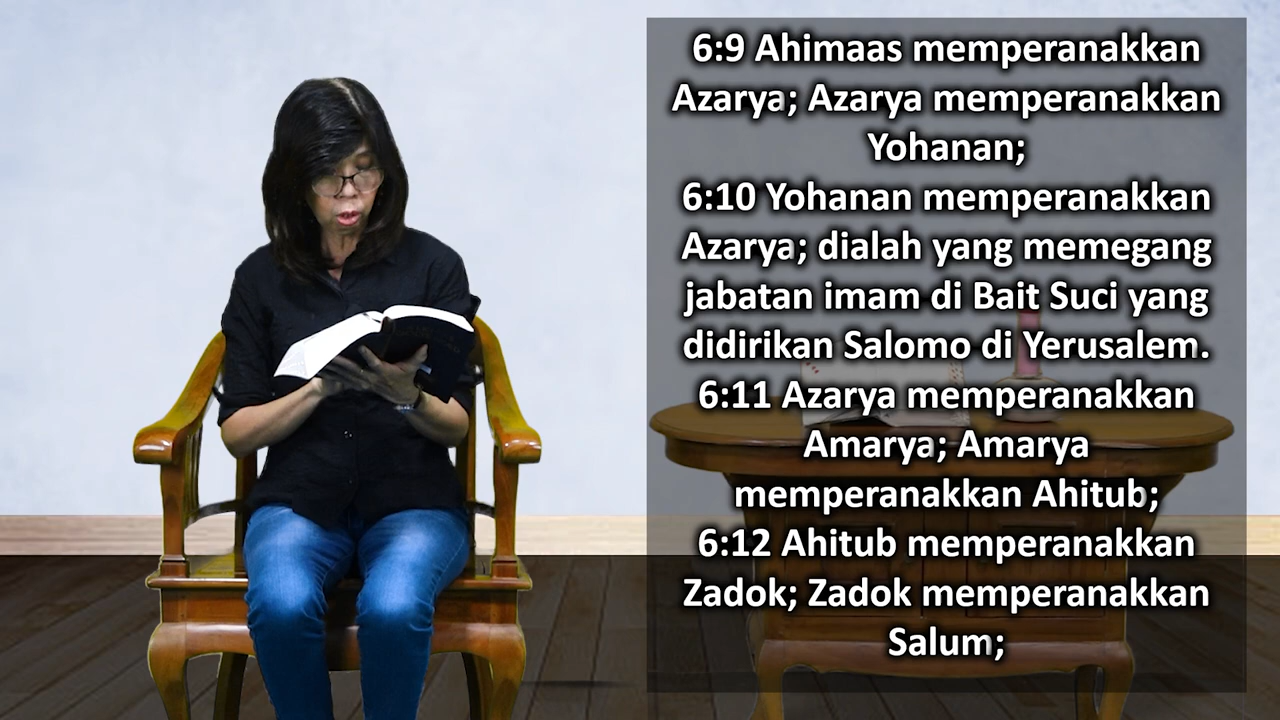 6:9 Ahimaas memperanakkan
Azarya; Azarya memperanakkan
Yohanan;
6:10 Yohanan memperanakkan
Azarya; dialah yang memegang
jabatan imam di Bait Suci yang
didirikan Salomo di Yerusalem.
6:11 Azarya memperanakkan
Amarya; Amarya
memperanakkan Ahitub;
6:12 Ahitub memperanakkan
Zadok; Zadok memperanakkan
Salum;